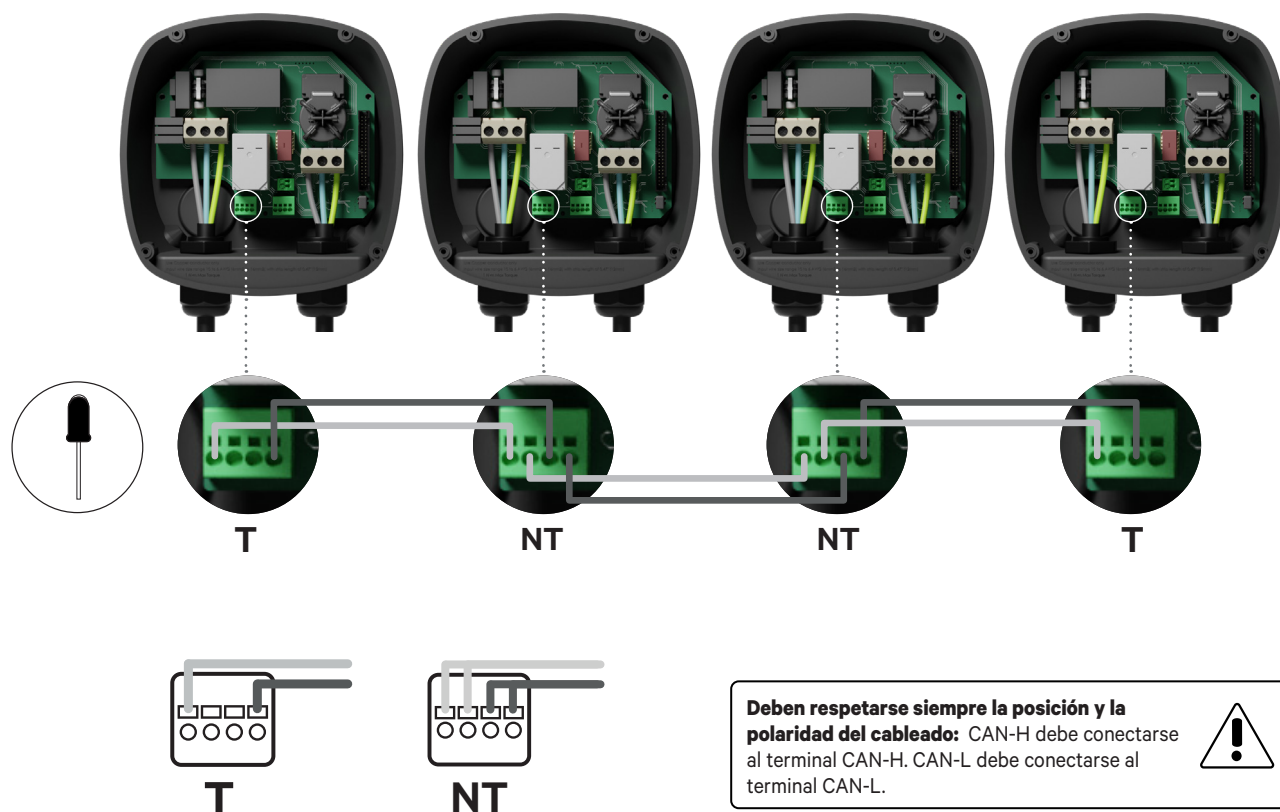 T
NT
NT
T
T
NT
Deben respetarse siempre la posición y la
polaridad del cableado: CAN-H debe conectarse
al terminal CAN-H. CAN-L debe conectarse al
terminal CAN-L.